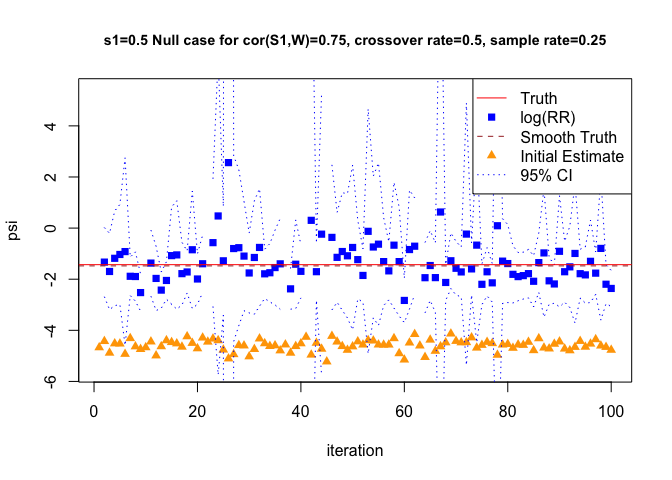 s1=0.5 Null case for cor(S1,W)=0.75, crossover rate=0.5, sample rate=0.25
Truth
log(RR)
Smooth Truth
Initial Estimate
95% CI
psi
4
2
0
-2
-4
-6
0 20 40 60 80 100
iteration